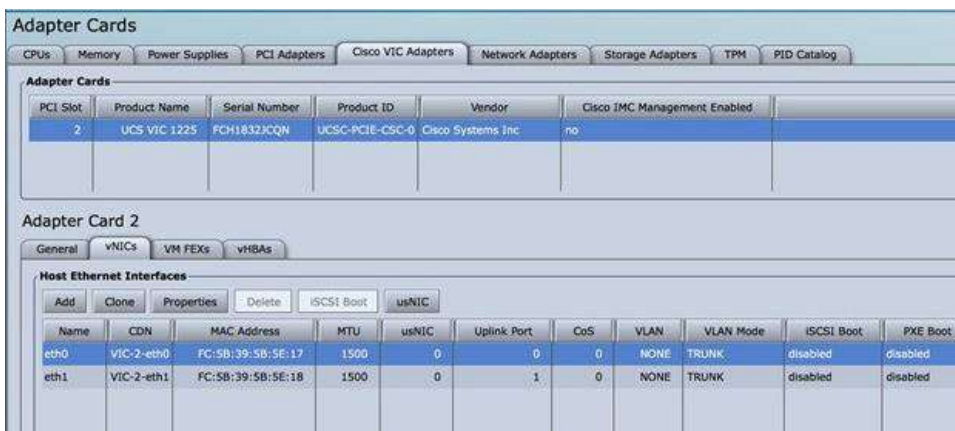 Adapter Cards
CPUs Memory Power Supplies PCI Adapters Cisco VIC Adapters Network Adapters Storage Adapters TPM PID Catalog
Adapter Cards
PCI Slot Product Name Serial Number Product ID Vendor Cisco IMC Management Enabled
2 UCS VIC 1225 FCH1832JCQN UCSC-PCIE-CSC-0 Cisco Systems Inc no
Adapter Card 2
General vNICs VM FEXs vHBAs
Host Ethernet Interfaces
Add Clone Properties Delete iSCSI Boot usNIC
Name CDN MAC Address MTU usNIC Uplink Port CoS VLAN VLAN Mode iSCSI Boot PXE Boot
eth0 VIC-2-eth0 FC:5B:39:5B:5E:17 1500 0 0 0 NONE TRUNK disabled disabled
eth1 VIC-2-eth1 FC:5B:39:5B:5E:18 1500 0 1 0 NONE TRUNK disabled disabled